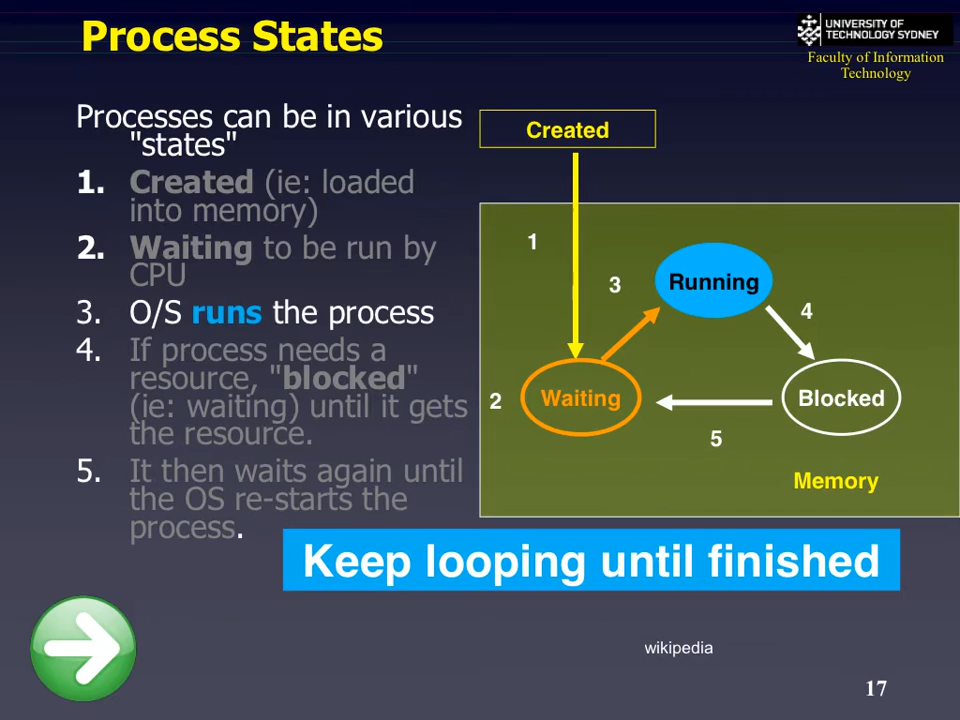 Process States
UNIVERSITY OF
TECHNOLOGY SYDNEY
Faculty of Information
Technology
Processes can be in various
"states"
1. Created (ie: loaded
into memory)
2. Waiting to be run by
CPU
3. O/S runs the process
4. If process needs a
resource, "blocked"
(ie: waiting) until it gets
the resource.
5. It then waits again until
the OS re-starts the
process.
Created
1
3
Running
4
2
Waiting
Blocked
5
Memory
Keep looping until finished
wikipedia
17